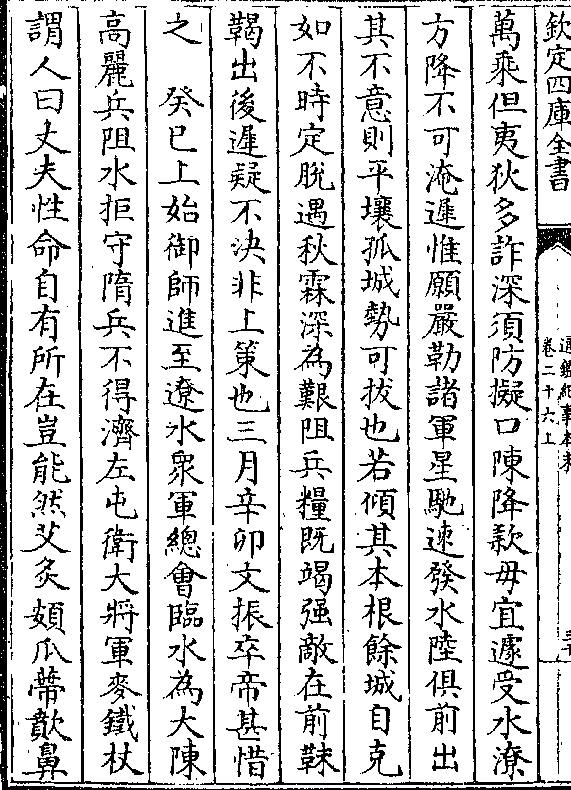 欽定四庫全書
通鑑紀事本末
卷二十六上
萬乘但夷狄多詐深須防擬口陳降款毋宜遽受水潦
方降不可淹遲惟願嚴勒諸軍星馳速發水陸俱前出
其不意則平壤孤城勢可拔也若傾其本根餘城自克
如不時定脫遇秋霖深為艱阻兵糧既竭强敵在前靺
鞨出後遲疑不決非上策也三月辛卯文振卒帝甚惜
之　癸巳上始御師進至遼水衆軍總會臨水為大陳
高麗兵阻水拒守隋兵不得濟左屯衛大將軍麥鐵杖
謂人曰丈夫性命自有所在豈能然艾灸頞瓜蔕歕鼻